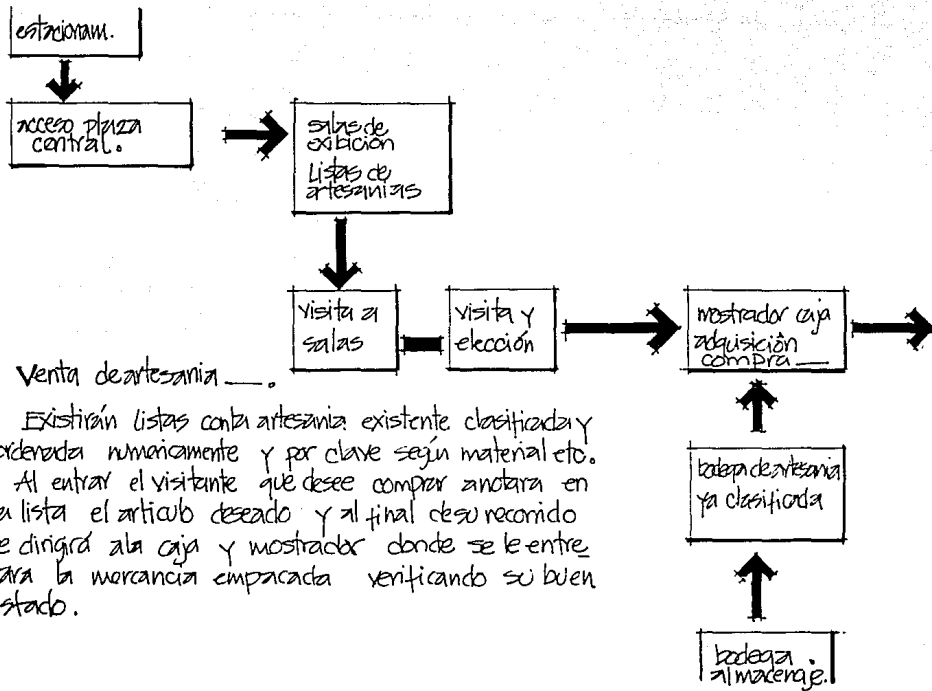 estacionam.
acceso plaza
central.
salas de
exibición
Listas de
artesanias
visita a
salas
visita y
elección
mostrador caja
adquisición
compra
Venta de artesania
Existirán listas con la artesania existente clasificada y
ordenada numericamente y por clave según material etc.
Al entrar el visitante que desee comprar anotara en
la lista el articulo deseado y al final de su recorrido
se dirigirá a la caja y mostrador donde se le entre
gara la mercancia empacada verificando su buen
estado.
bodega de artesania
ya clasificada
bodega
almacenaje.